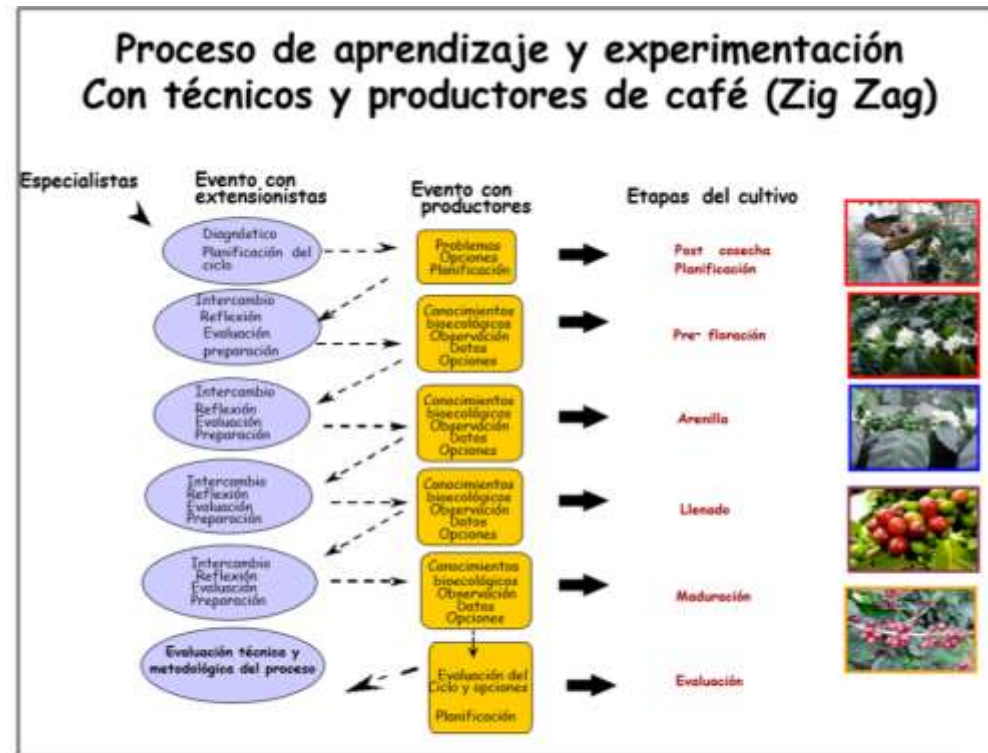 Proceso de aprendizaje y experimentación
Con técnicos y productores de café (Zig Zag)
Especialistas
Evento con
extensionistas
Evento con
productores
Etapas del cultivo
Diagnóstico
Planificación del
ciclo
Problemas
Opciones
Planificación
Post cosecha
Planificación
Intercambio
Reflexión
Evaluación
preparación
Conocimientos
bioecológicos
Observación
Datos
Opciones
Pre- floración
Intercambio
Reflexión
Evaluación
Preparación
Conocimientos
bioecológicos
Observación
Datos
Opciones
Arenilla
Intercambio
Reflexión
Evaluación
Preparación
Conocimientos
bioecológicos
Observación
Datos
Opciones
Llenado
Intercambio
Reflexión
Evaluación
Preparación
Conocimientos
bioecológicos
Observación
Datos
Opciones
Maduración
Evaluación técnica y
metodológica del proceso
Evaluación del
Ciclo y opciones
Planificación
Evaluación